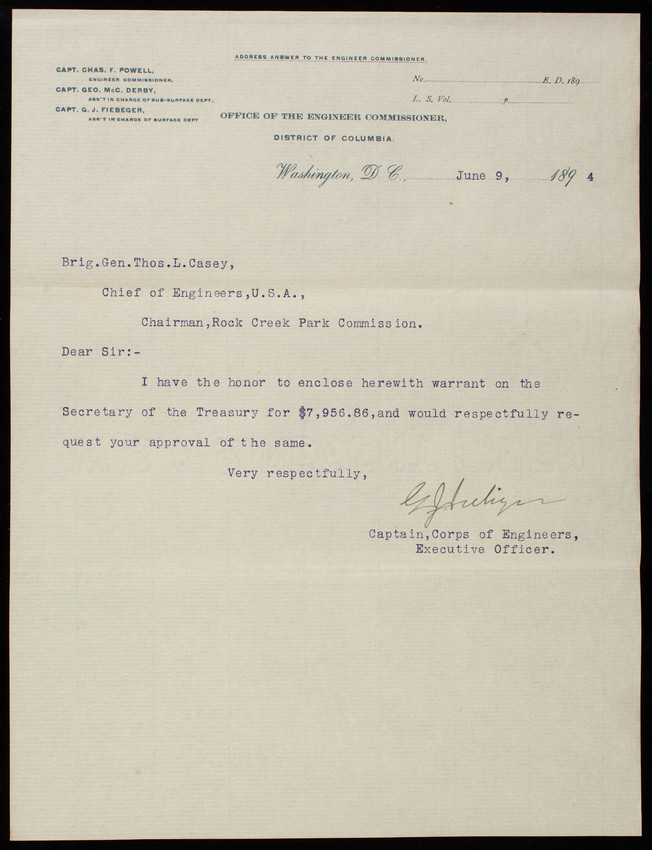 ADDRESS ANSWER TO THE ENGINEER COMMISSIONER.
CAPT. CHAS. F. POWELL,
ENGINEER COMMISSIONER.
CAPT. GEO. McC. DERBY,
ASS'T IN CHARGE OF SUB-SURFACE DEPT.
CAPT. G. J. FIEBEGER,
ASS'T IN CHARGE OF SURFACE DEPT
No. E. D. 189
L. S. Vol. p.
OFFICE OF THE ENGINEER COMMISSIONER,
DISTRICT OF COLUMBIA.
Washington, D C., June 9, 1894
Brig.Gen.Thos.L.Casey,
Chief of Engineers,U.S.A.,
Chairman,Rock Creek Park Commission.
Dear Sir:-
I have the honor to enclose herewith warrant on the
Secretary of the Treasury for $7,956.86,and would respectfully re-
quest your approval of the same.
Very respectfully,
G J Fiebeger
Captain,Corps of Engineers,
Executive Officer.